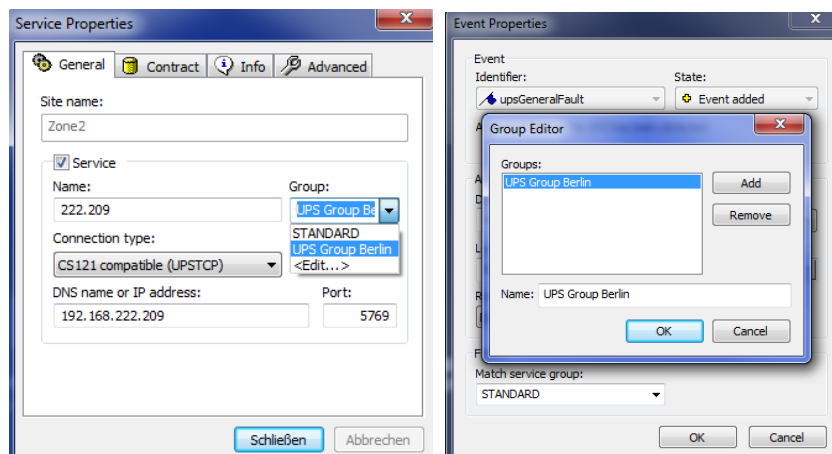 Service Properties
General
Contract
Info
Advanced
Site name:
Zone2
Service
Name:
Group:
222.209
UPS Group Be
STANDARD
UPS Group Berlin
<Edit...>
Connection type:
CS121 compatible (UPSTCP)
DNS name or IP address:
Port:
192.168.222.209
5769
Schließen
Abbrechen
Event Properties
Event
Identifier:
State:
upsGeneralFault
Event added
Group Editor
Groups:
UPS Group Berlin
Add
Remove
Name:
UPS Group Berlin
OK
Cancel
Match service group:
STANDARD
OK
Cancel